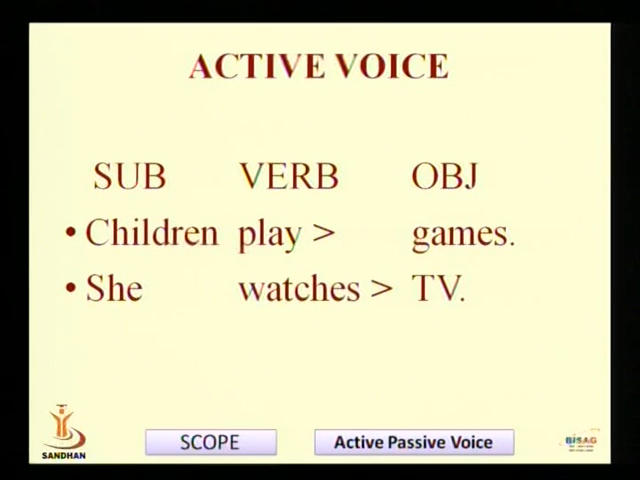 ACTIVE VOICE
SUB VERB OBJ
• Children play > games.
• She watches > TV.
SANDHAN
SCOPE
Active Passive Voice
BISAG